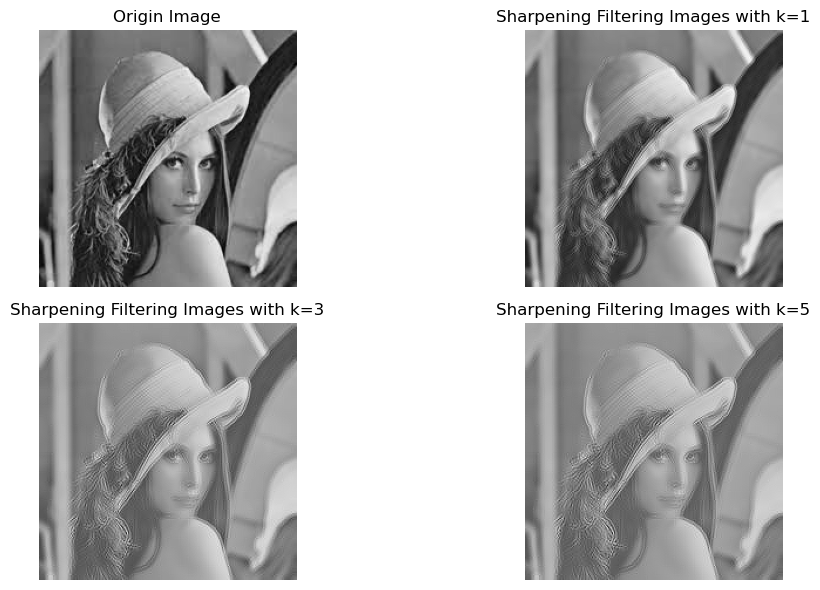 Origin Image
Sharpening Filtering Images with k=1
Sharpening Filtering Images with k=3
Sharpening Filtering Images with k=5